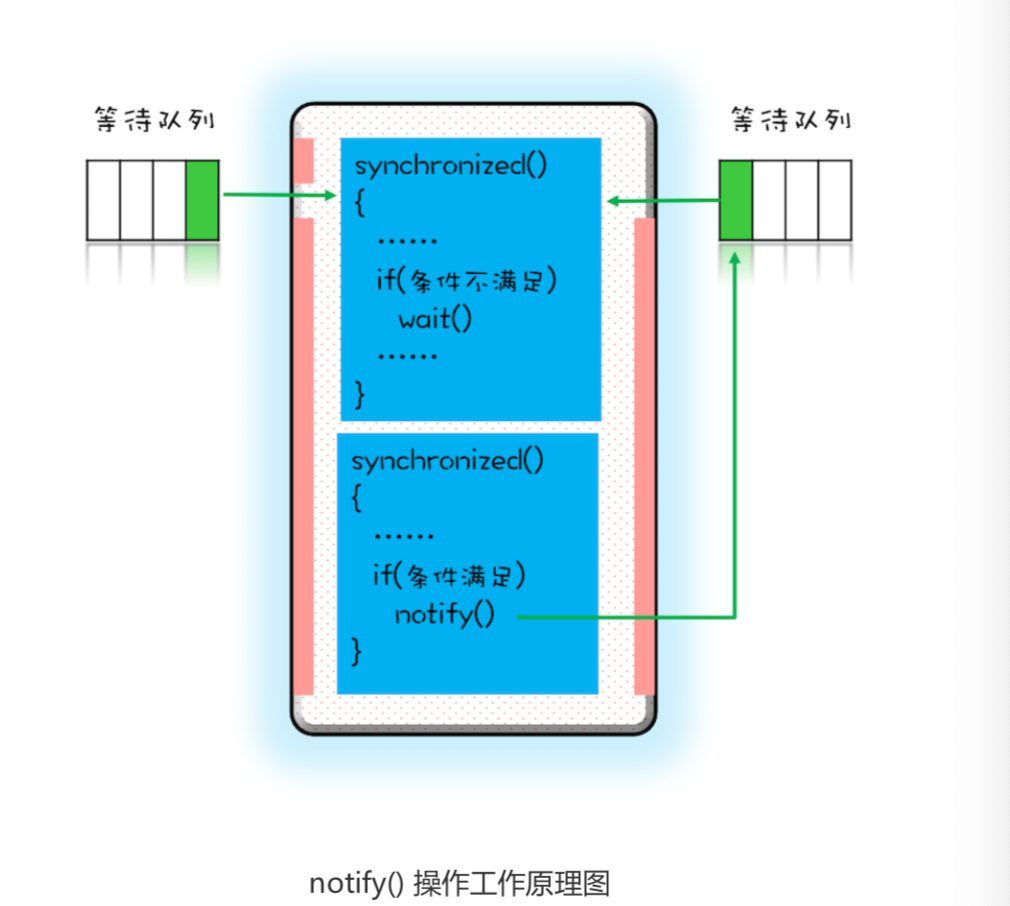 等待队列
等待队列
synchronized()
{
......
if(条件不满足)
wait()
......
}
synchronized()
{
......
if(条件满足)
notify()
}
notify() 操作工作原理图